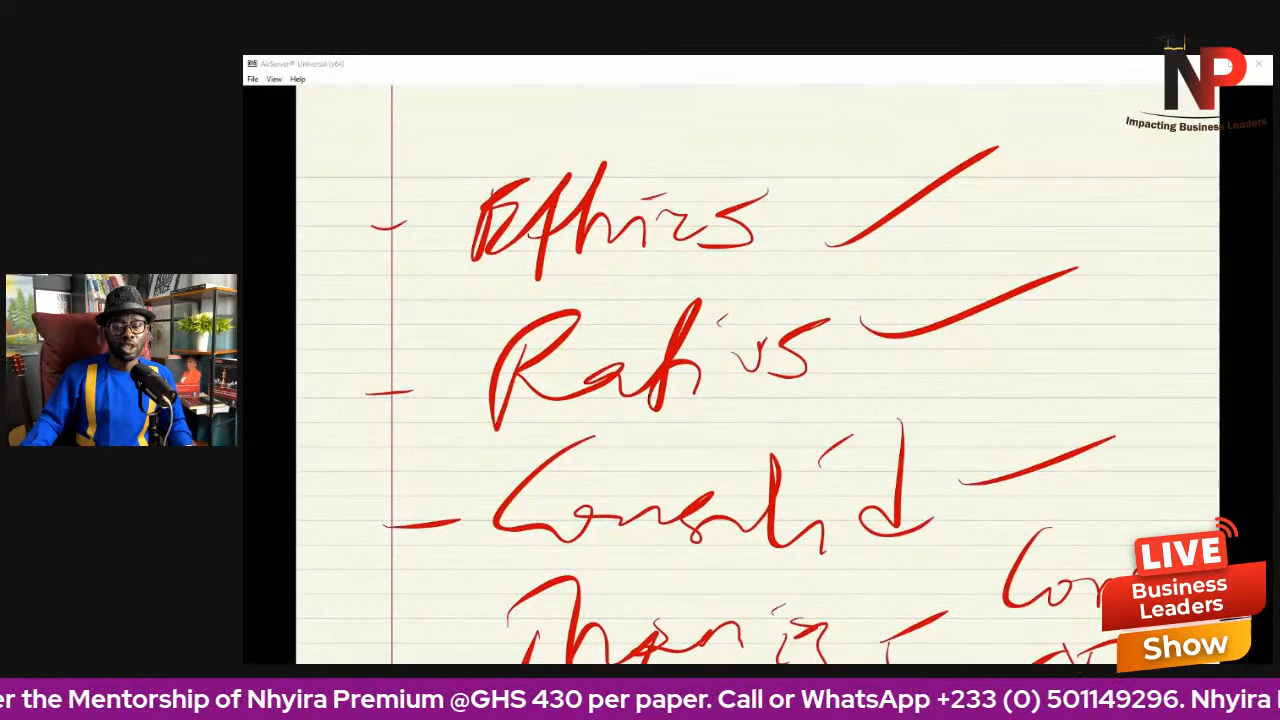 AirServer® Universal (x64)
File View Help
NP
Impacting Business Leaders
Ethics
Ratios
Consolid
LIVE
Business
Leaders
Show
er the Mentorship of Nhyira Premium @GHS 430 per paper. Call or WhatsApp +233 (0) 501149296. Nhyira